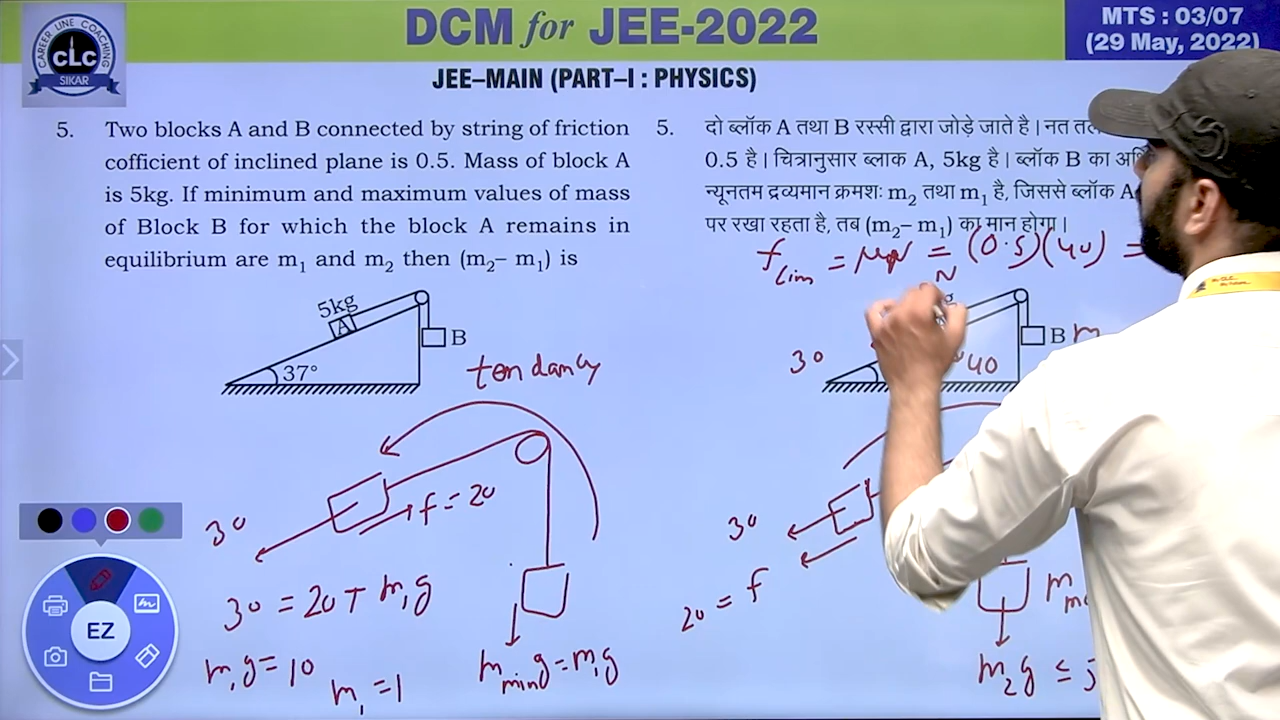 DCM for JEE-2022
MTS : 03/07
(29 May, 2022)
CAREER LINE COACHING
CLC
SIKAR
JEE–MAIN (PART–I : PHYSICS)
5. Two blocks A and B connected by string of friction
cofficient of inclined plane is 0.5. Mass of block A
is 5kg. If minimum and maximum values of mass
of Block B for which the block A remains in
equilibrium are m₁ and m₂ then (m₂– m₁) is
5. दो ब्लॉक A तथा B रस्सी द्वारा जोड़े जाते है। नत
0.5 है। चित्रानुसार ब्लाक A, 5kg है। ब्लॉक B का
न्यूनतम द्रव्यमान क्रमशः m₂ तथा m₁ है, जिससे ब्लॉक A
पर रखा रहता है, तब (m₂– m₁) का मान होगा।
f lim = μN = (0.5)(40) =
N
5kg
A
B
37°
30
40
B m
tendancy
30
f = 20
30 = 20 + m₁g
m₁g = 10
m₁ = 1
m min g = m₁g
30
20 = f
m
m₂g ≤
EZ